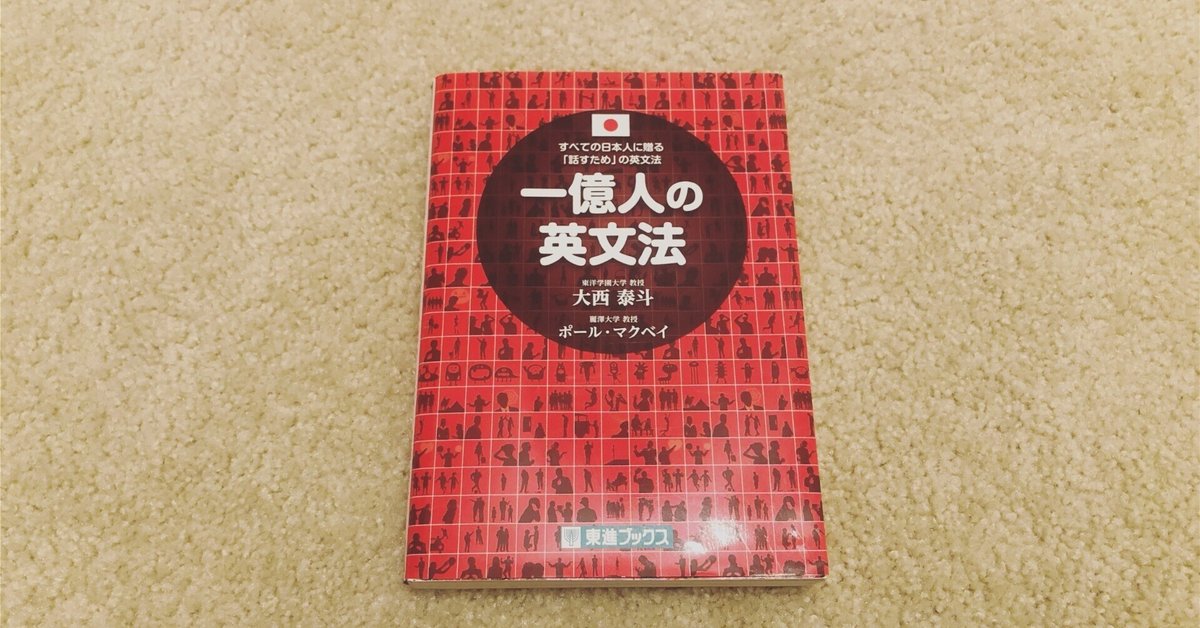 すべての日本人に贈る
「話すため」の英文法
一億人の
英文法
東洋学園大学 教授
大西 泰斗
麗澤大学 教授
ポール・マクベイ
東進ブックス